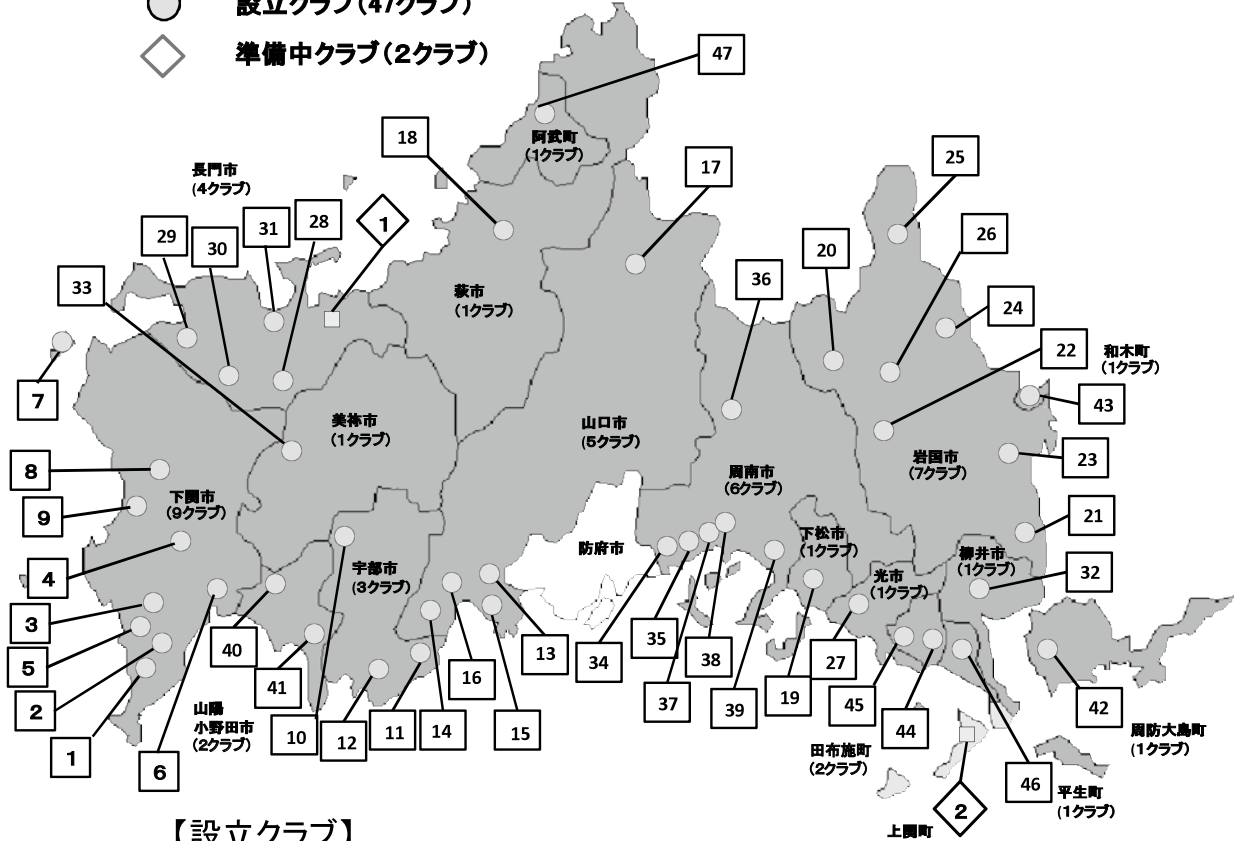 設立クラブ(47クラブ)
準備中クラブ(2クラブ)
47
阿武町
(1クラブ)
18
17
25
長門市
(4クラブ)
29
30
31
28
1
20
26
33
36
24
萩市
(1クラブ)
22
和木町
(1クラブ)
7
43
美祢市
(1クラブ)
山口市
(5クラブ)
岩国市
(7クラブ)
23
8
下関市
(9クラブ)
周南市
(6クラブ)
9
21
防府市
下松市
(1クラブ)
柳井市
(1クラブ)
4
宇部市
(3クラブ)
光市
(1クラブ)
32
3
5
40
41
16
13
34
35
38
27
2
37
39
19
45
44
42
山陽
小野田市
(2クラブ)
10
12
11
14
15
周防大島町
(1クラブ)
1
6
田布施町
(2クラブ)
46
平生町
(1クラブ)
2
上関町
【設立クラブ】